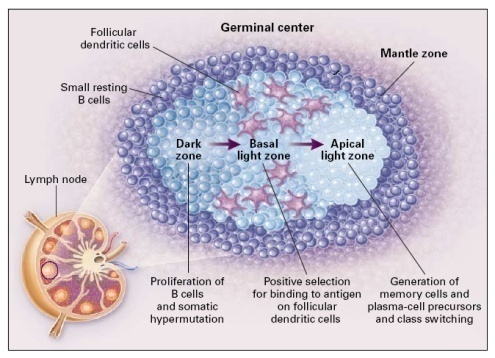 Germinal center
Follicular
dendritic cells
Mantle zone
Small resting
B cells
Dark
zone
Basal
light zone
Apical
light zone
Lymph node
Proliferation of
B cells
and somatic
hypermutation
Positive selection
for binding to antigen
on follicular
dendritic cells
Generation of
memory cells and
plasma-cell precursors
and class switching